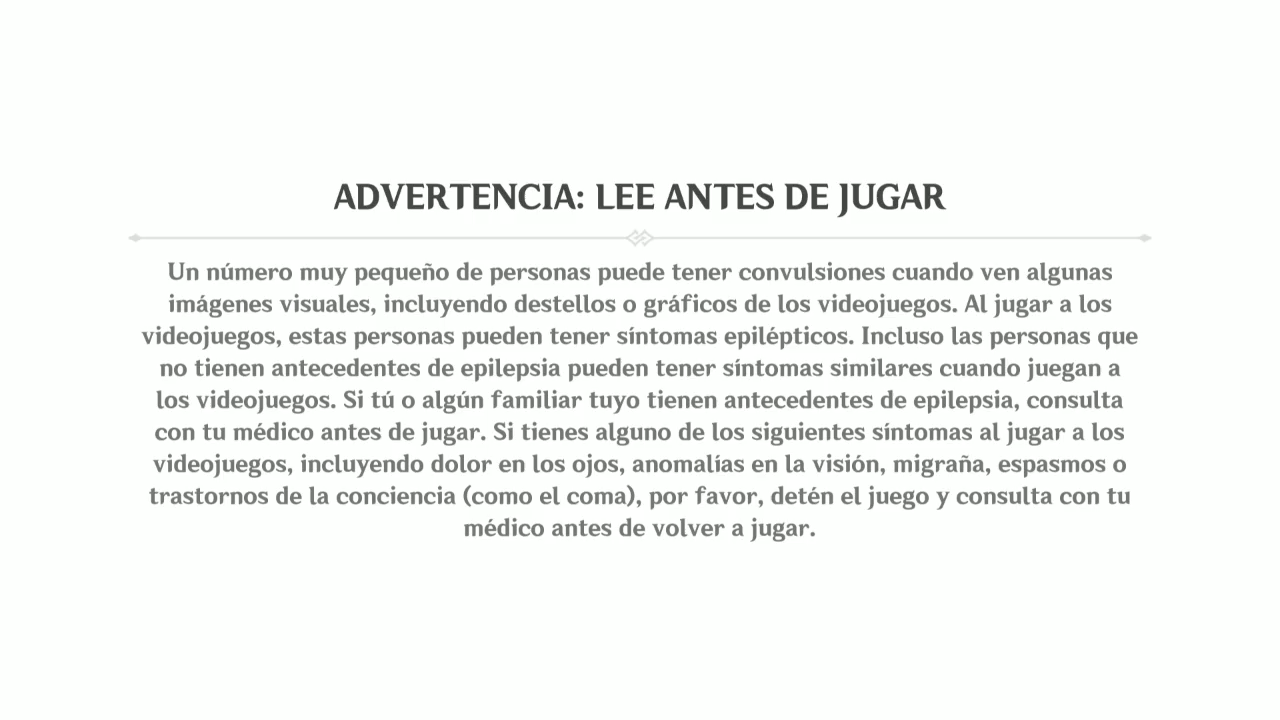 ADVERTENCIA: LEE ANTES DE JUGAR
Un número muy pequeño de personas puede tener convulsiones cuando ven algunas
imágenes visuales, incluyendo destellos o gráficos de los videojuegos. Al jugar a los
videojuegos, estas personas pueden tener síntomas epilépticos. Incluso las personas que
no tienen antecedentes de epilepsia pueden tener síntomas similares cuando juegan a
los videojuegos. Si tú o algún familiar tuyo tienen antecedentes de epilepsia, consulta
con tu médico antes de jugar. Si tienes alguno de los siguientes síntomas al jugar a los
videojuegos, incluyendo dolor en los ojos, anomalías en la visión, migraña, espasmos o
trastornos de la conciencia (como el coma), por favor, detén el juego y consulta con tu
médico antes de volver a jugar.